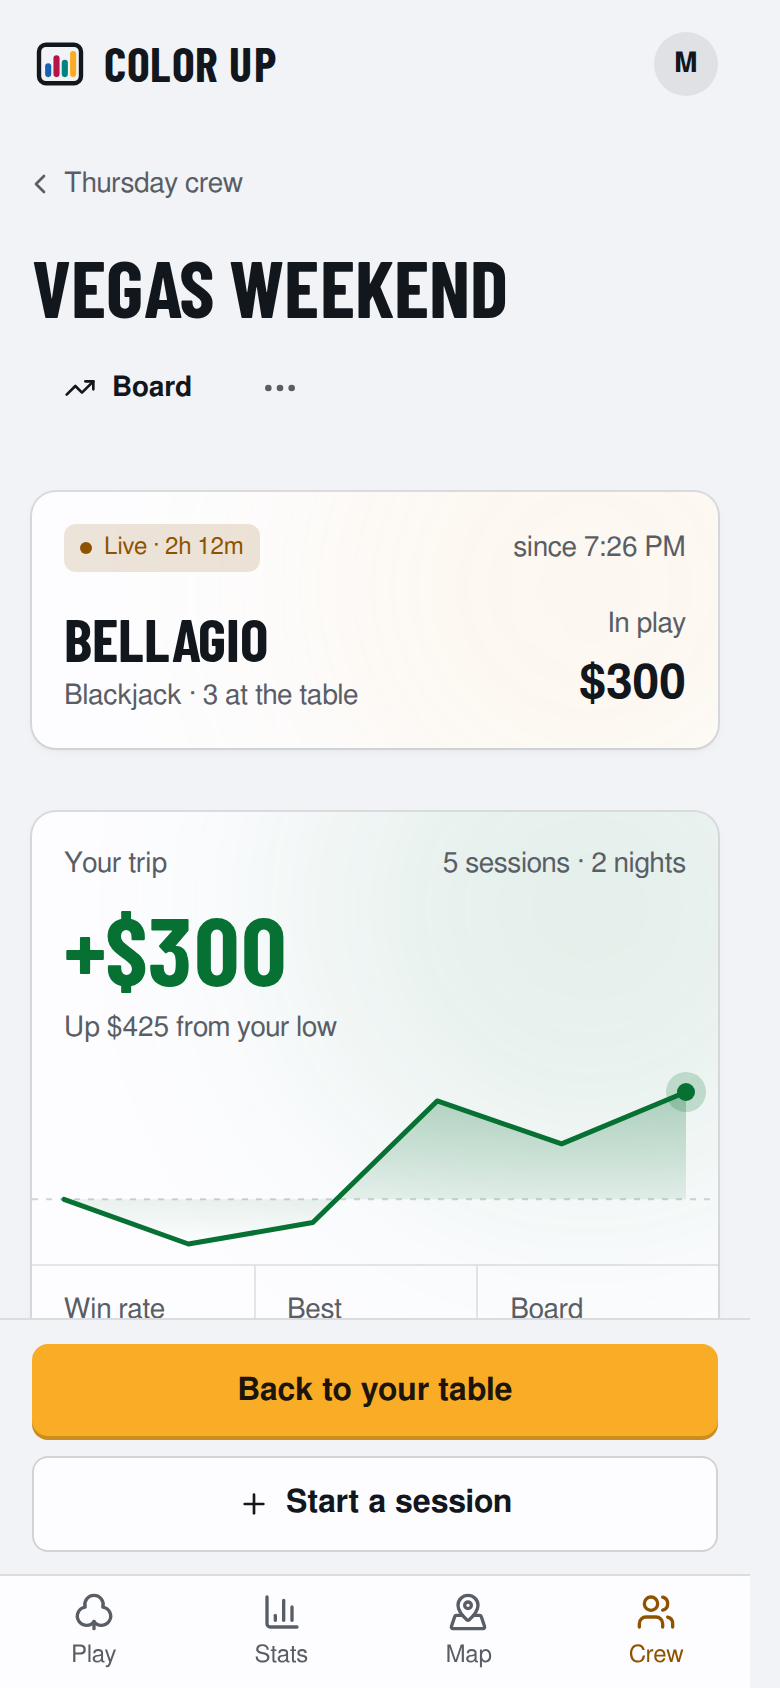 COLOR UP
M
Thursday crew
VEGAS WEEKEND
Board
Live · 2h 12m
since 7:26 PM
BELLAGIO
In play
Blackjack · 3 at the table
$300
Your trip
5 sessions · 2 nights
+$300
Up $425 from your low
Win rate
Best
Board
Back to your table
Start a session
Play
Stats
Map
Crew